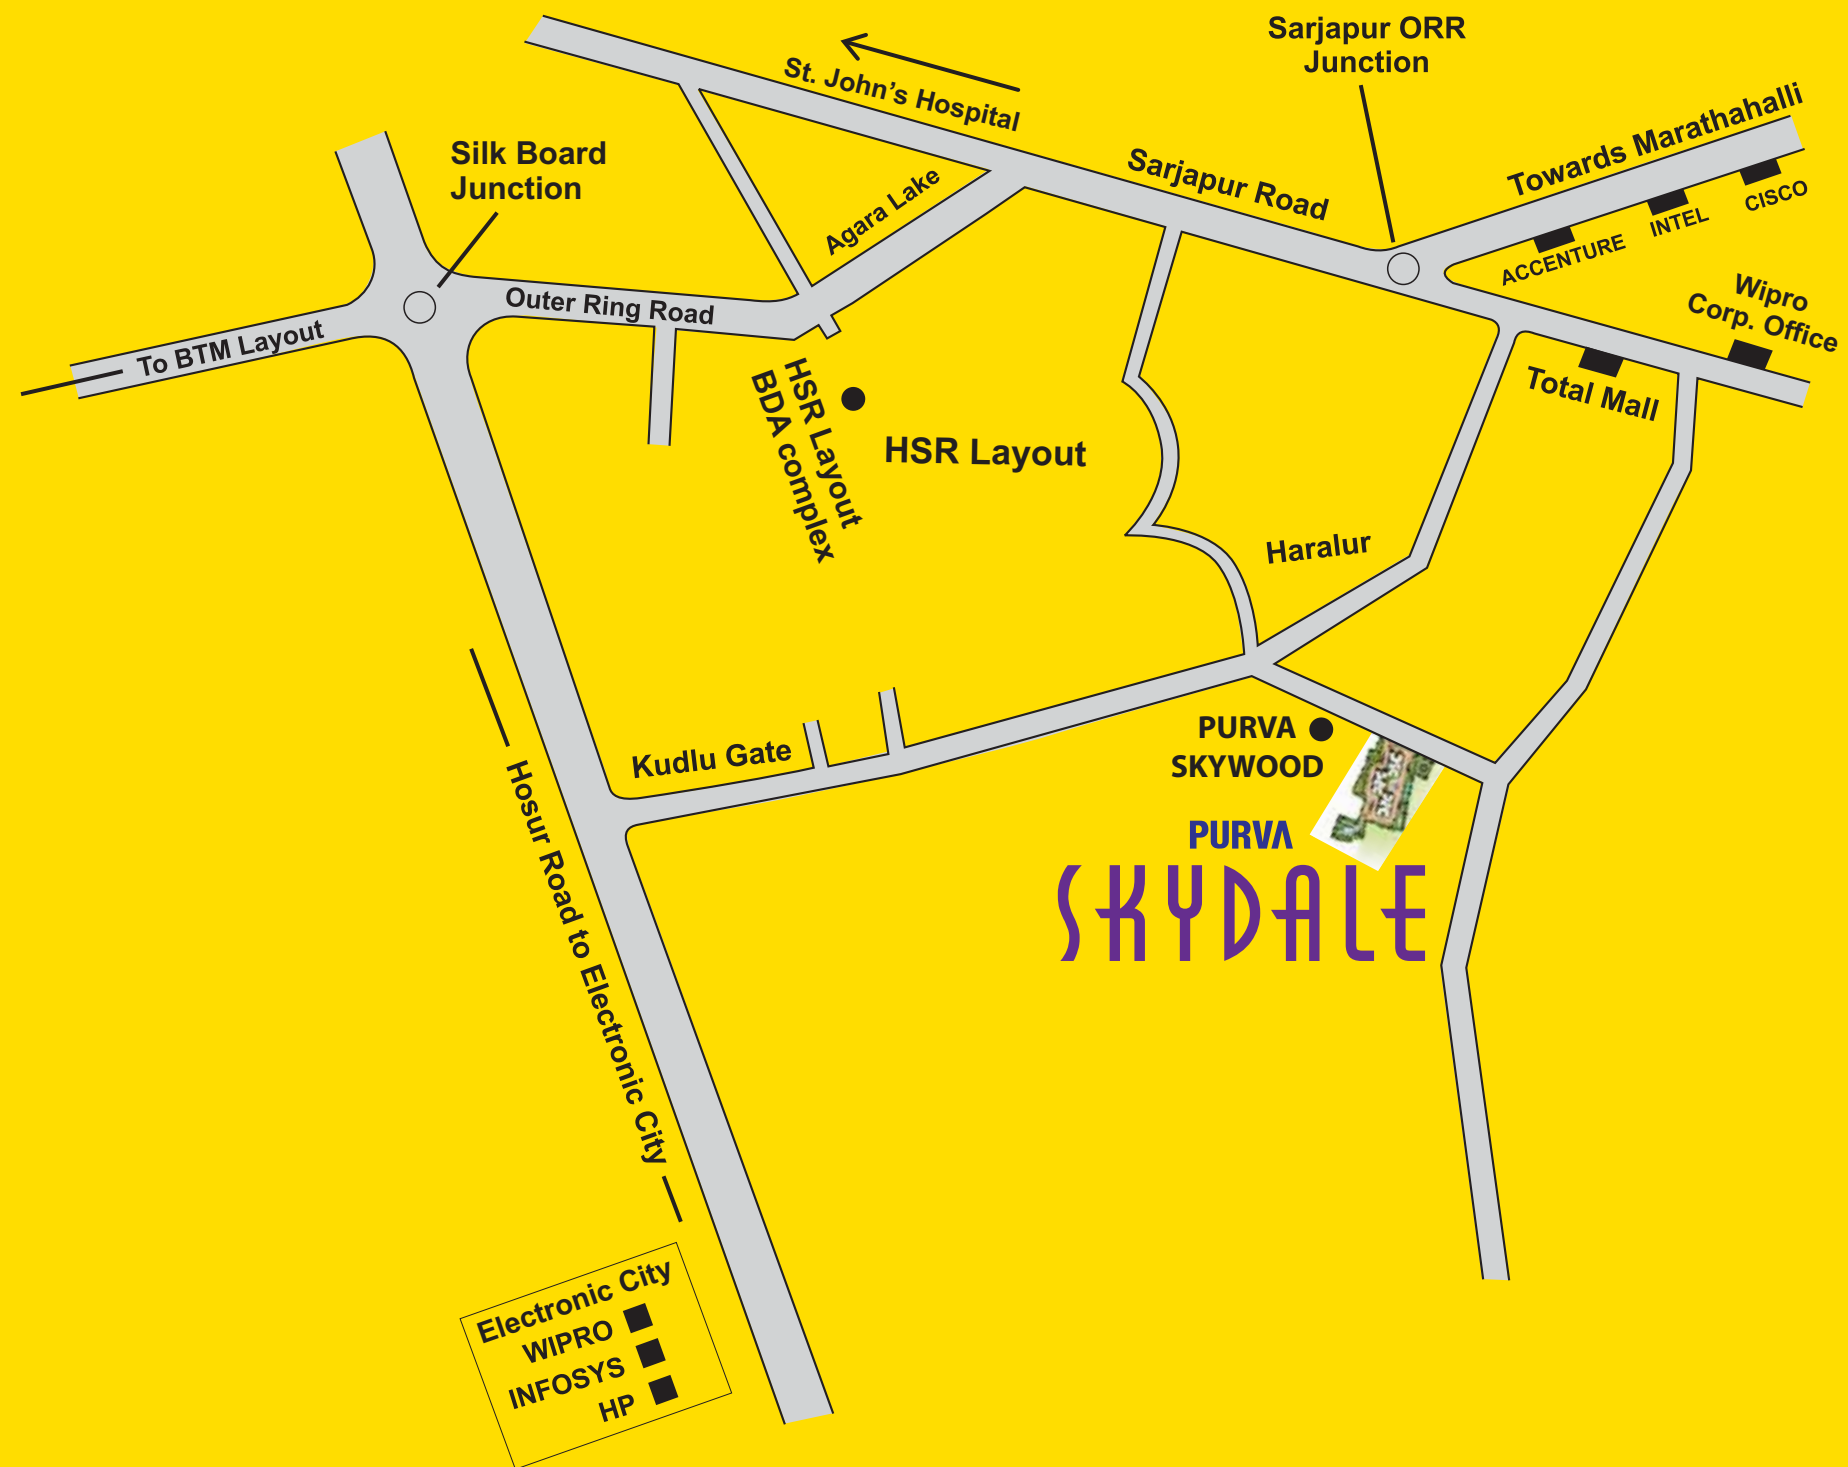 Sarjapur ORR
Junction
St. John's Hospital
Towards Marathahalli
Silk Board
Junction
Sarjapur Road
Agara Lake
CISCO
INTEL
ACCENTURE
Wipro
Corp. Office
Outer Ring Road
To BTM Layout
Total Mall
HSR Layout
BDA complex
HSR Layout
Haralur
Kudlu Gate
PURVA
SKYWOOD
PURVA
SKYDALE
Hosur Road to Electronic City
Electronic City
WIPRO
INFOSYS
HP